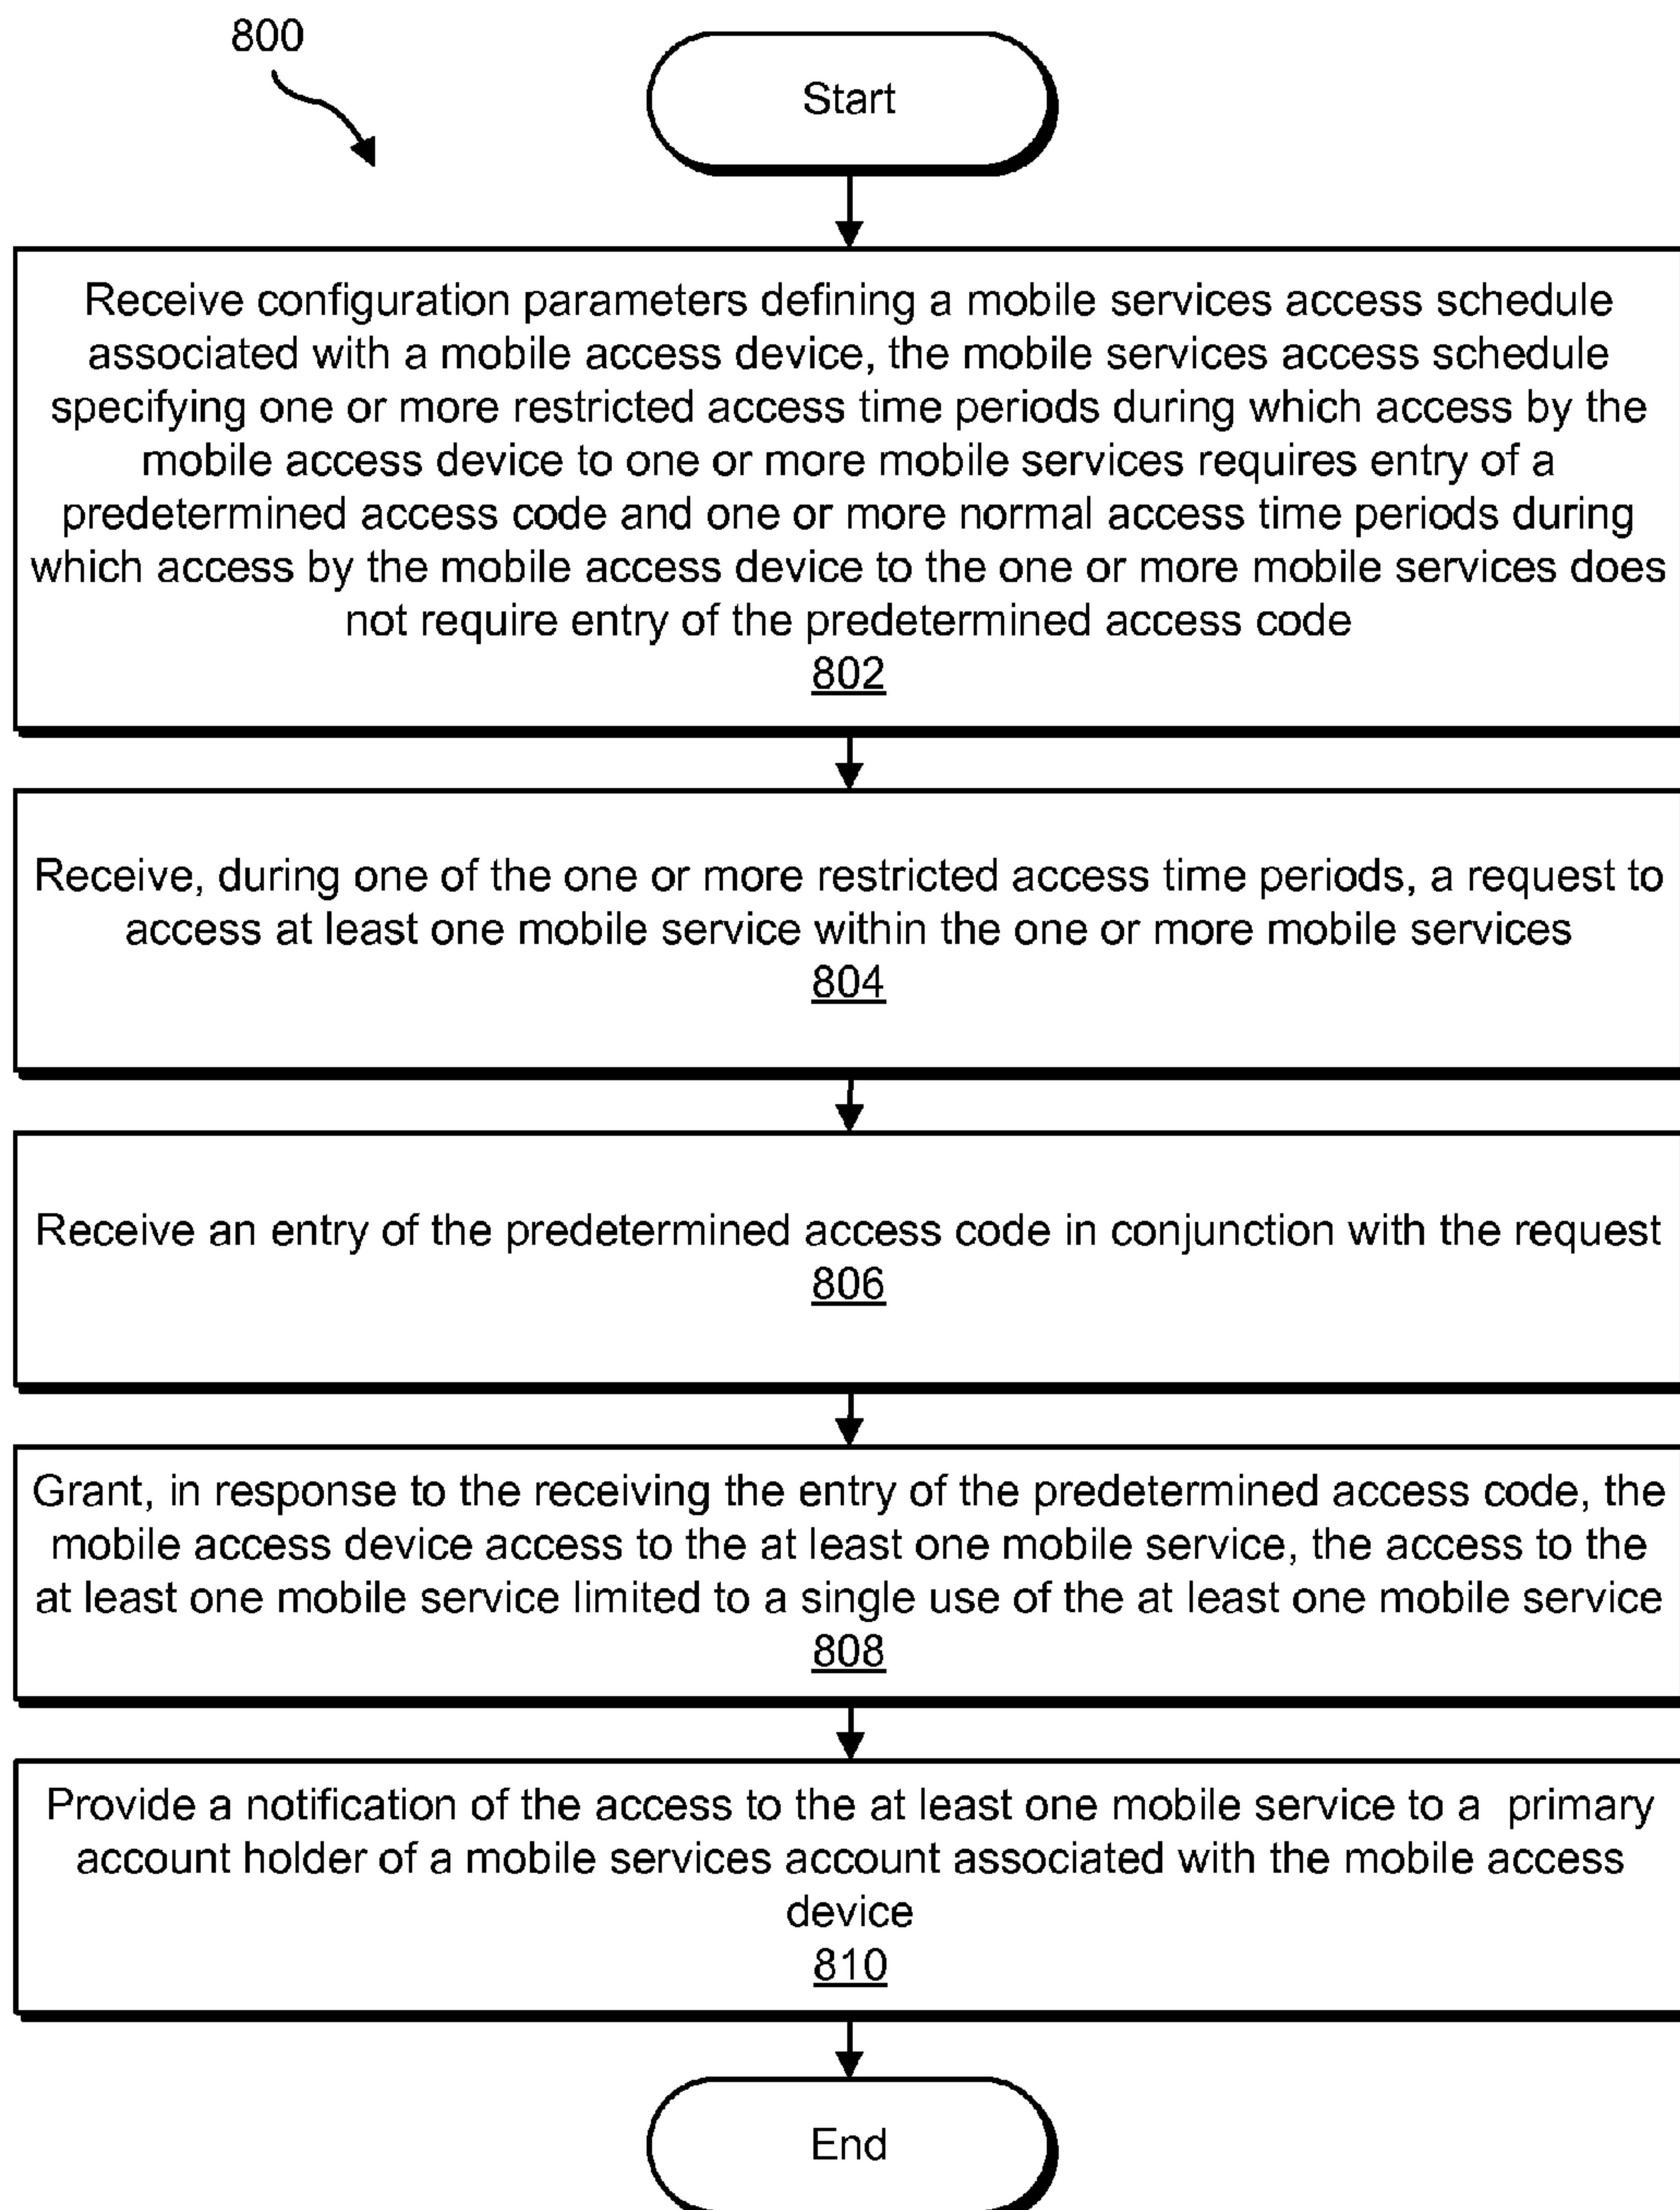 800
Start
Receive configuration parameters defining a mobile services access schedule
associated with a mobile access device, the mobile services access schedule
specifying one or more restricted access time periods during which access by the
mobile access device to one or more mobile services requires entry of a
predetermined access code and one or more normal access time periods during
which access by the mobile access device to the one or more mobile services does
not require entry of the predetermined access code
802
Receive, during one of the one or more restricted access time periods, a request to
access at least one mobile service within the one or more mobile services
804
Receive an entry of the predetermined access code in conjunction with the request
806
Grant, in response to the receiving the entry of the predetermined access code, the
mobile access device access to the at least one mobile service, the access to the
at least one mobile service limited to a single use of the at least one mobile service
808
Provide a notification of the access to the at least one mobile service to a primary
account holder of a mobile services account associated with the mobile access
device
810
End